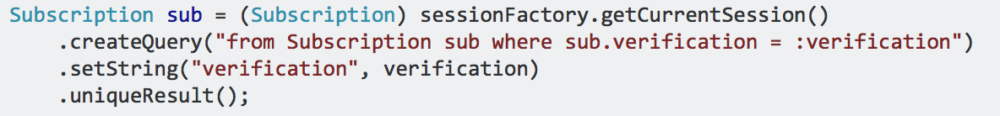 Subscription sub = (Subscription) sessionFactory.getCurrentSession()
    .createQuery("from Subscription sub where sub.verification = :verification")
    .setString("verification", verification)
    .uniqueResult();